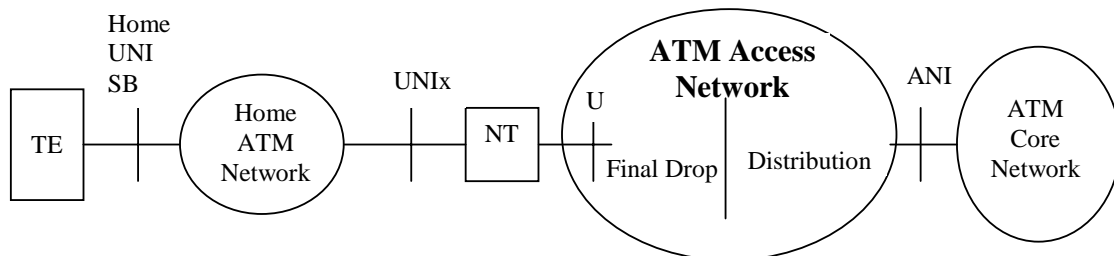 Home
UNI
SB
TE
Home
ATM
Network
UNIx
NT
U
ATM Access
Network
Final Drop
Distribution
ANI
ATM
Core
Network